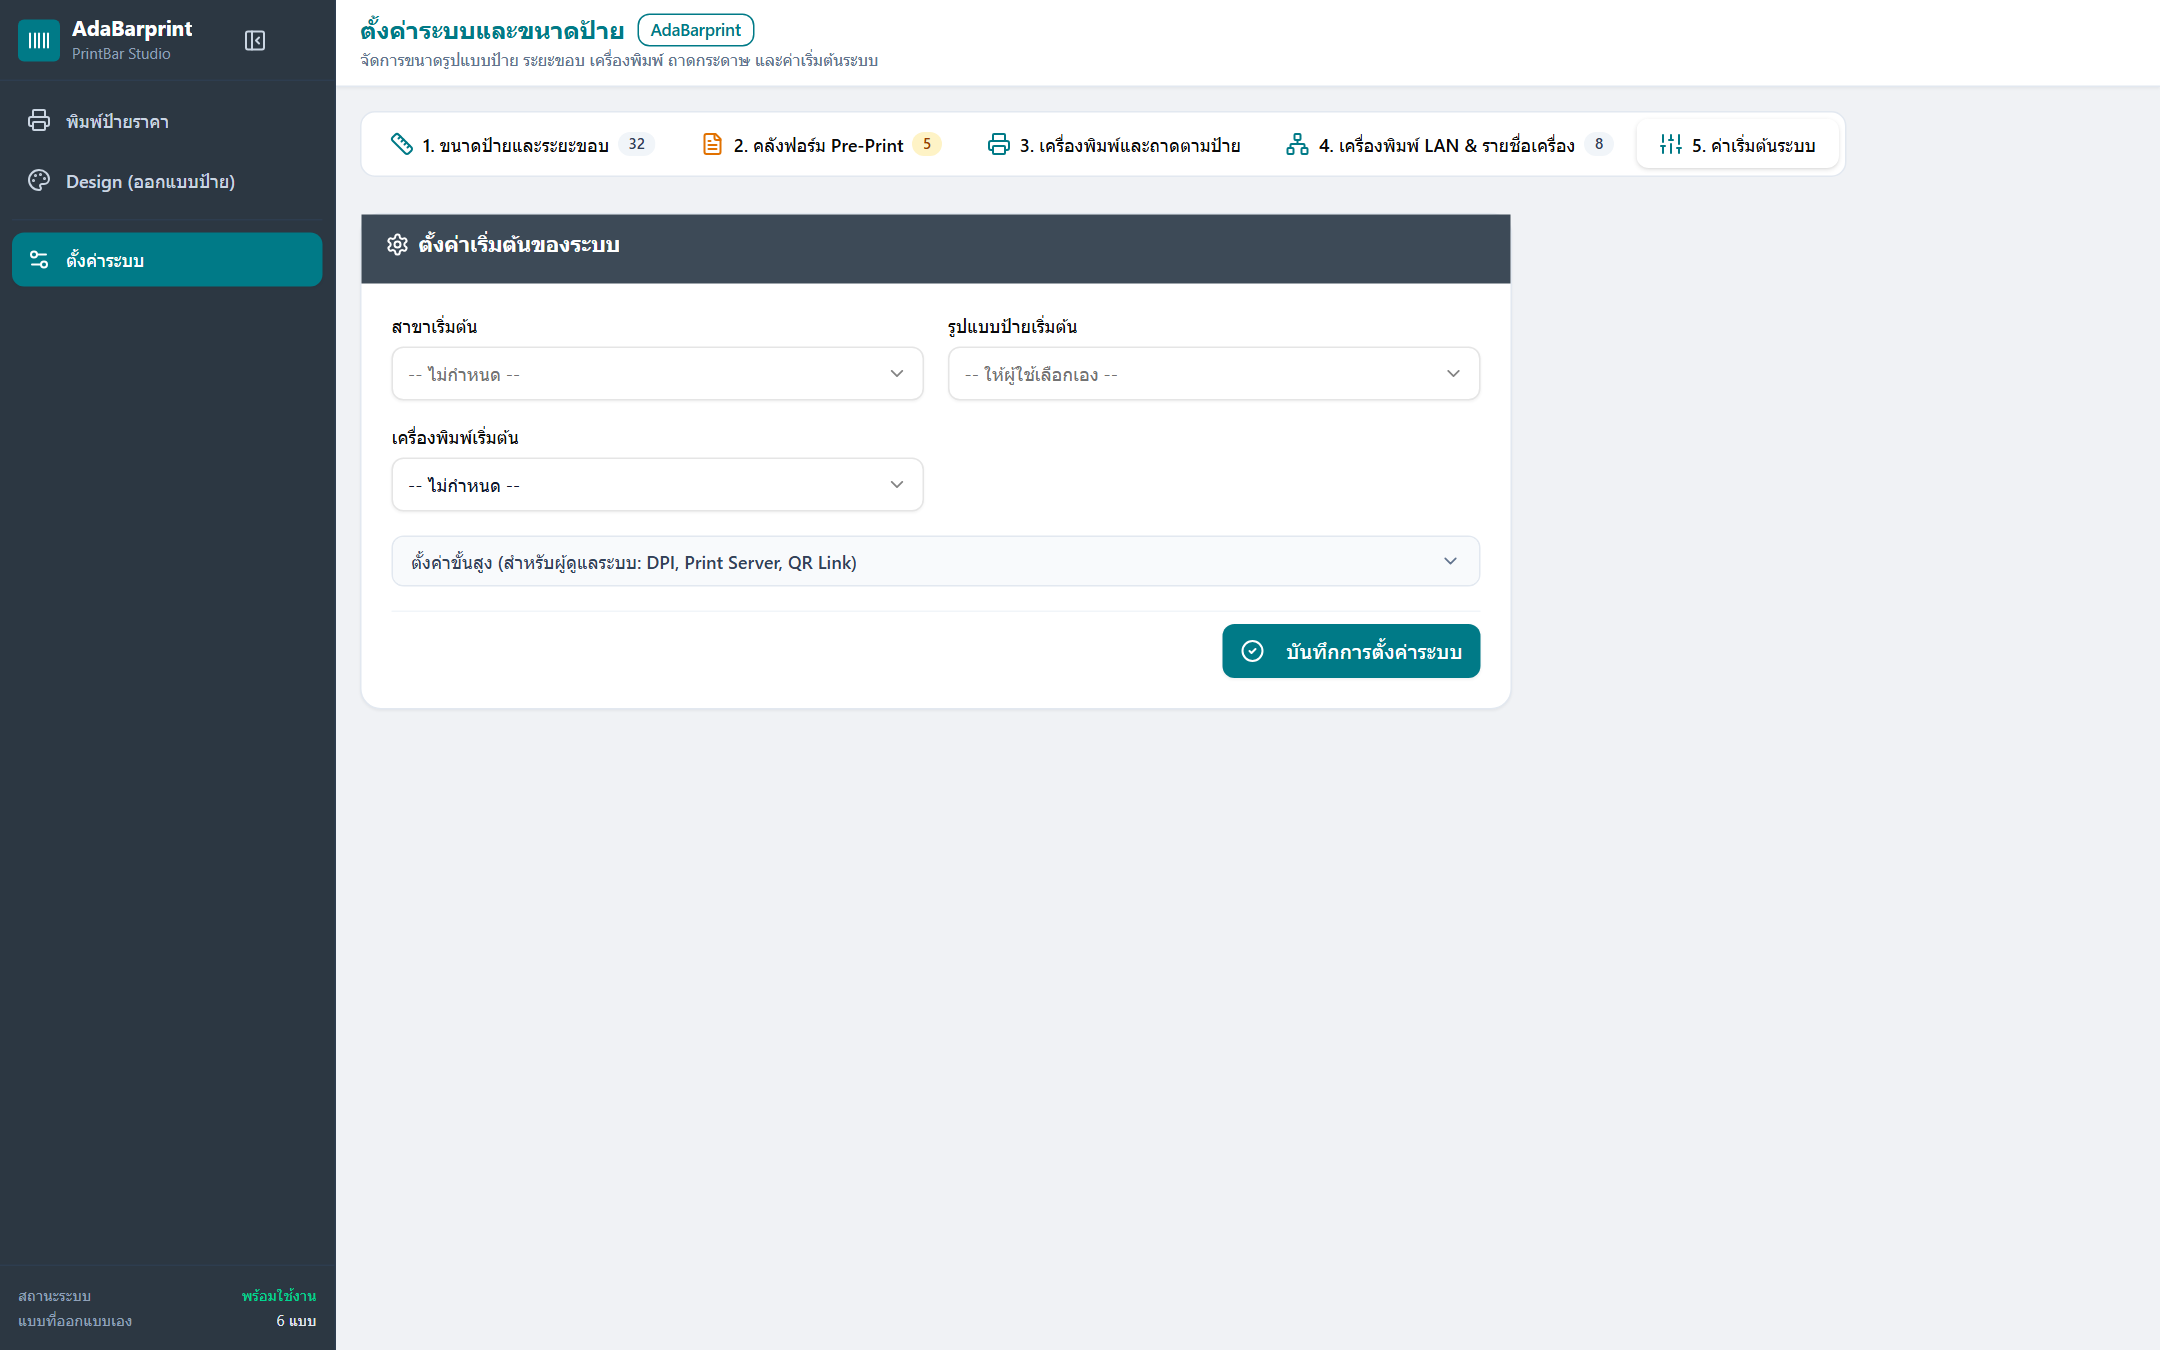 AdaBarprint
PrintBar Studio
พิมพ์ป้ายราคา
Design (ออกแบบป้าย)
ตั้งค่าระบบ
สถานะระบบ พร้อมใช้งาน
แบบที่ออกแบบเอง 6 แบบ
ตั้งค่าระบบและขนาดป้าย AdaBarprint
จัดการขนาดรูปแบบป้าย ระยะขอบ เครื่องพิมพ์ ถาดกระดาษ และค่าเริ่มต้นระบบ
1. ขนาดป้ายและระยะขอบ 32
2. คลังฟอร์ม Pre-Print 5
3. เครื่องพิมพ์และถาดตามป้าย
4. เครื่องพิมพ์ LAN & รายชื่อเครื่อง 8
5. ค่าเริ่มต้นระบบ
ตั้งค่าเริ่มต้นของระบบ
สาขาเริ่มต้น
-- ไม่กำหนด --
รูปแบบป้ายเริ่มต้น
-- ให้ผู้ใช้เลือกเอง --
เครื่องพิมพ์เริ่มต้น
-- ไม่กำหนด --
ตั้งค่าขั้นสูง (สำหรับผู้ดูแลระบบ: DPI, Print Server, QR Link)
บันทึกการตั้งค่าระบบ